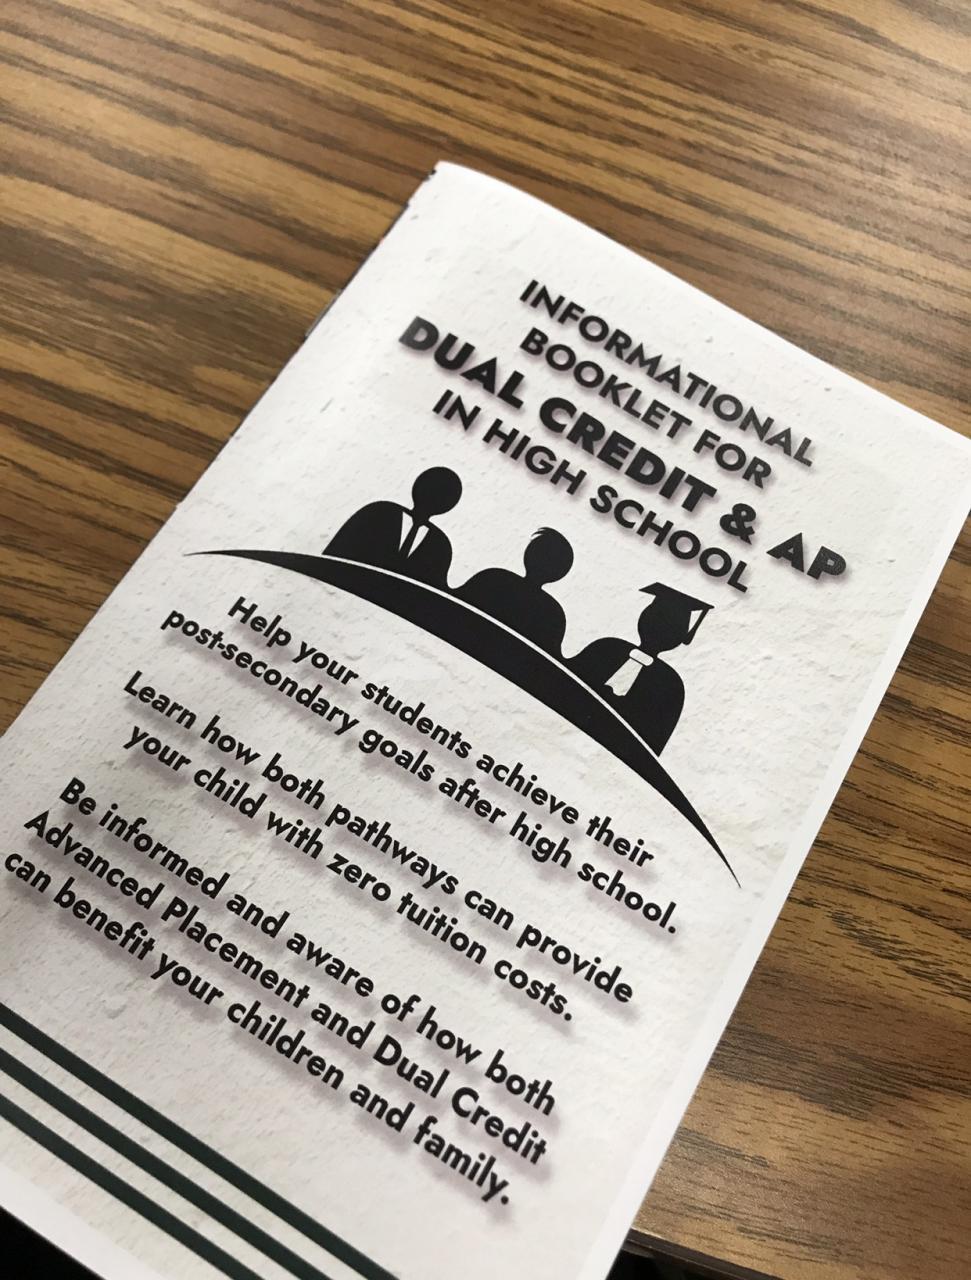 INFORMATIONAL
BOOKLET FOR
DUAL CREDIT & AP
IN HIGH SCHOOL
Help your students achieve their
post-secondary goals after high school.
Learn how both pathways can provide
your child with zero tuition costs.
Be informed and aware of how both
Advanced Placement and Dual Credit
can benefit your children and family.